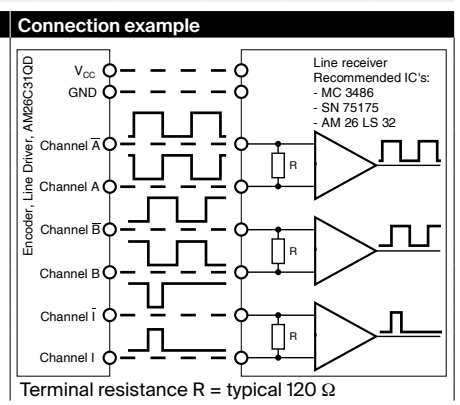 Connection example
Encoder, Line Driver, AM26C31QD
V_CC
GND
Channel A̅
Channel A
Channel B̅
Channel B
Channel I̅
Channel I
Line receiver
Recommended IC's:
- MC 3486
- SN 75175
- AM 26 LS 32
R
R
R
Terminal resistance R = typical 120 Ω